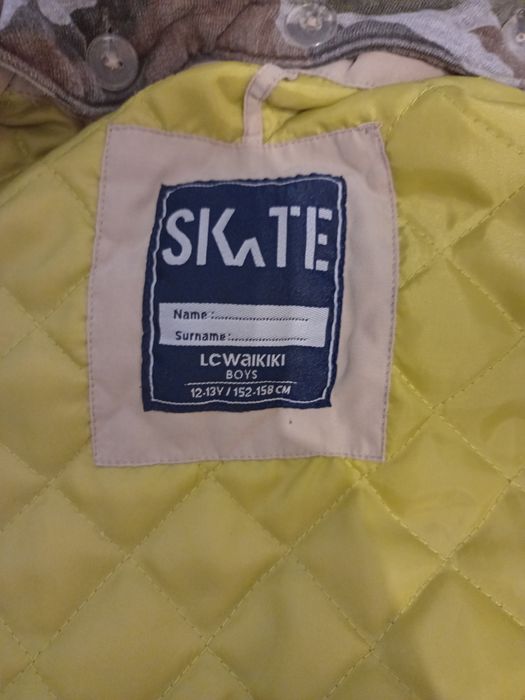 SKATE
Name :..............................
Surname:........................
LCWAIKIKI
BOYS
12-13Y / 152-158 CM